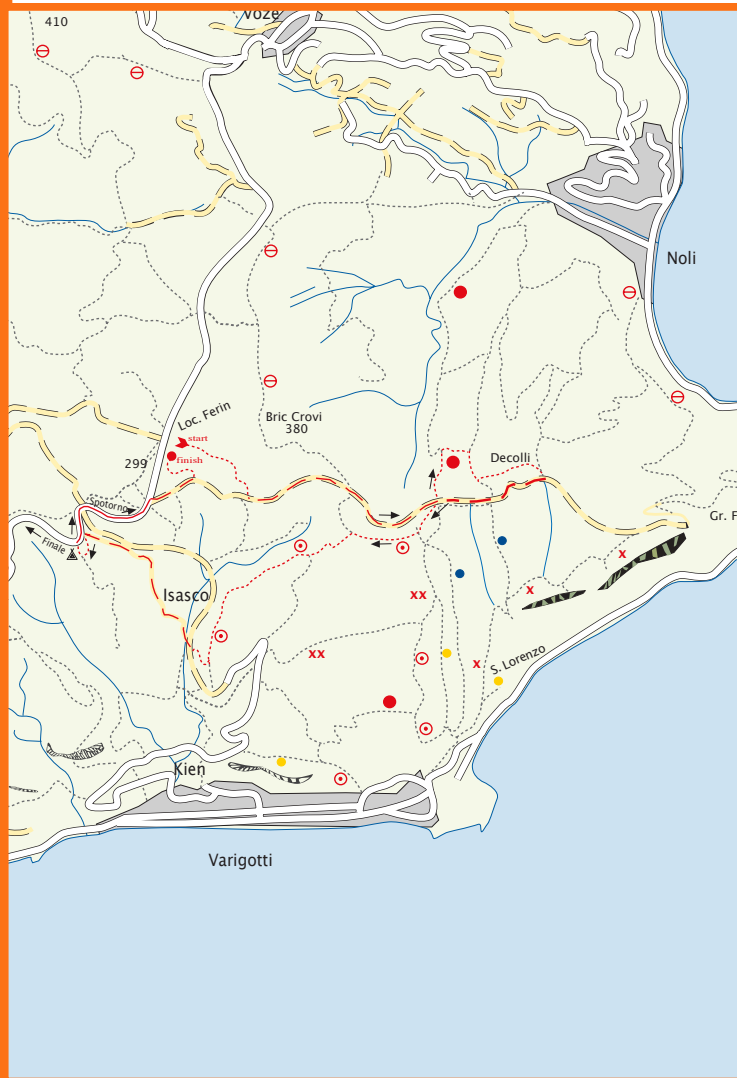 Voze
410
Noli
Loc. Ferin
start
Bric Crovi
380
finish
299
Decolli
Spotorno
Gr. F
Finale
x
Isasco
xx
x
xx
x
S. Lorenzo
Kien
Varigotti